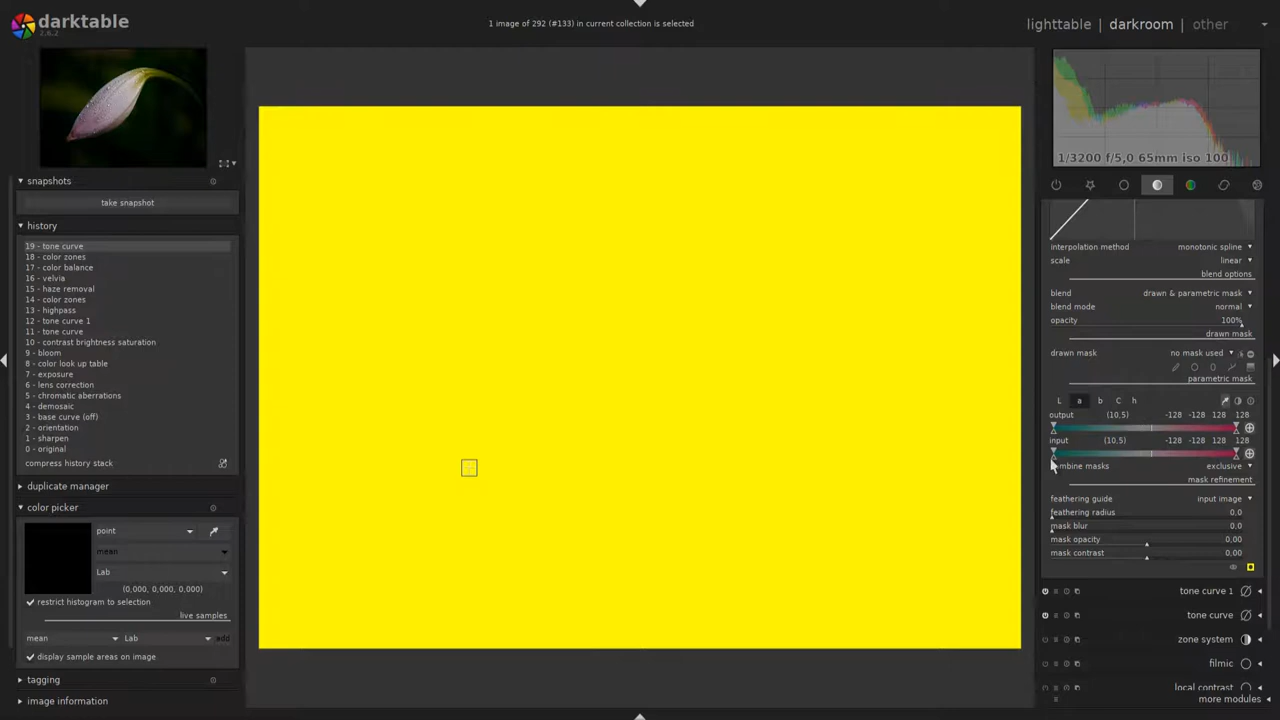 darktable
2,6,2
1 image of 292 (#133) in current collection is selected
lighttable | darkroom | other
1/3200 f/5,0 65mm iso 100
snapshots
take snapshot
history
19 - tone curve
18 - color zones
17 - color balance
16 - velvia
15 - haze removal
14 - color zones
13 - highpass
12 - tone curve 1
11 - tone curve
10 - contrast brightness saturation
9 - bloom
8 - color look up table
7 - exposure
6 - lens correction
5 - chromatic aberrations
4 - demosaic
3 - base curve (off)
2 - orientation
1 - sharpen
0 - original
compress history stack
duplicate manager
color picker
point
mean
Lab
(0,000, 0,000, 0,000)
restrict histogram to selection
live samples
mean Lab add
display sample areas on image
tagging
image information
interpolation method monotonic spline
scale linear
blend options
blend drawn & parametric mask
blend mode normal
opacity 100%
drawn mask
drawn mask no mask used
parametric mask
L a b C h
output (10,5) -128 -128 128 128
input (10,5) -128 -128 128 128
mbine masks exclusive
mask refinement
feathering guide input image
feathering radius 0.0
mask blur 0.0
mask opacity 0,00
mask contrast 0,00
tone curve 1
tone curve
zone system
filmic
local contrast
more modules